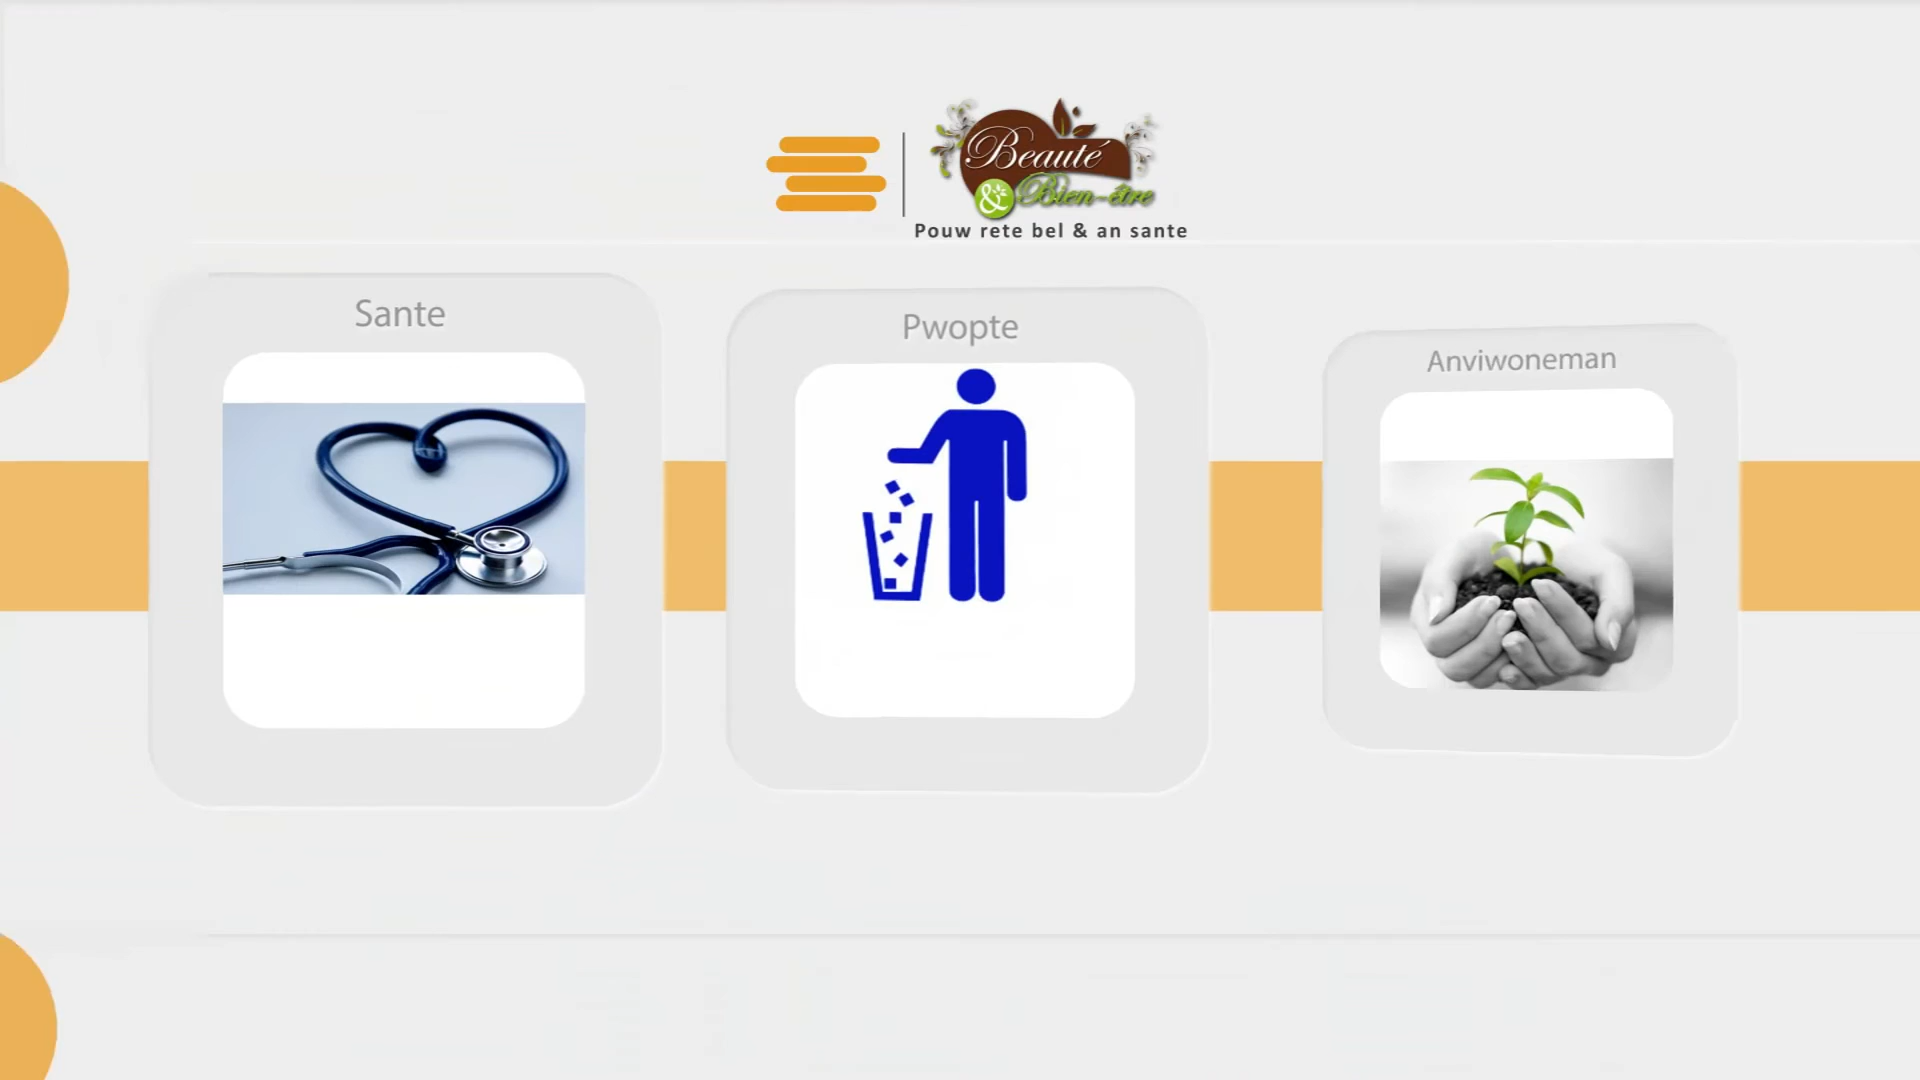 Beauté
& Bien-être
Pouw rete bel & an sante
Sante
Pwopte
Anviwoneman